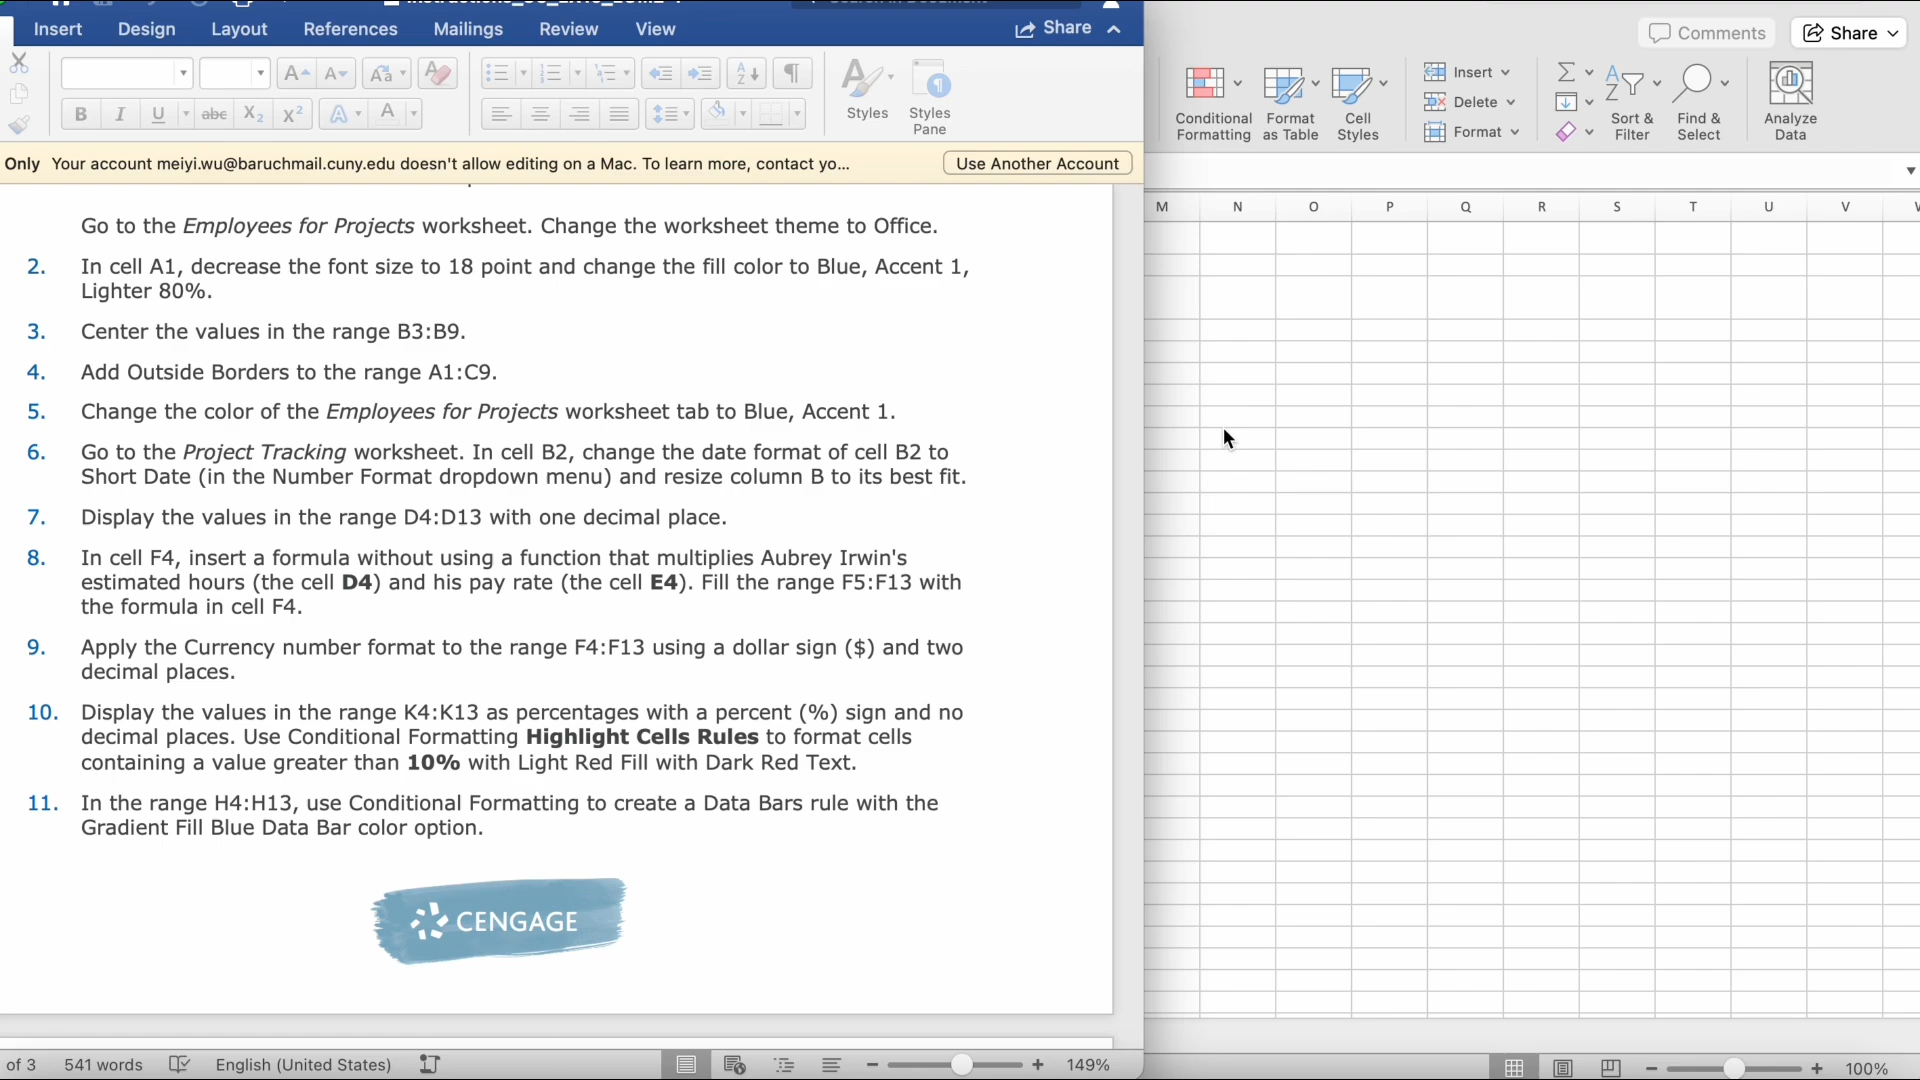 Insert Design Layout References Mailings Review View Share
Comments Share
Styles Styles Pane
Conditional Formatting Format as Table Cell Styles Insert Delete Format Sort & Filter Find & Select Analyze Data
Only Your account meiyi.wu@baruchmail.cuny.edu doesn't allow editing on a Mac. To learn more, contact yo... Use Another Account
M N O P Q R S T U V
Go to the Employees for Projects worksheet. Change the worksheet theme to Office.
2. In cell A1, decrease the font size to 18 point and change the fill color to Blue, Accent 1,
Lighter 80%.
3. Center the values in the range B3:B9.
4. Add Outside Borders to the range A1:C9.
5. Change the color of the Employees for Projects worksheet tab to Blue, Accent 1.
6. Go to the Project Tracking worksheet. In cell B2, change the date format of cell B2 to
Short Date (in the Number Format dropdown menu) and resize column B to its best fit.
7. Display the values in the range D4:D13 with one decimal place.
8. In cell F4, insert a formula without using a function that multiplies Aubrey Irwin's
estimated hours (the cell D4) and his pay rate (the cell E4). Fill the range F5:F13 with
the formula in cell F4.
9. Apply the Currency number format to the range F4:F13 using a dollar sign ($) and two
decimal places.
10. Display the values in the range K4:K13 as percentages with a percent (%) sign and no
decimal places. Use Conditional Formatting Highlight Cells Rules to format cells
containing a value greater than 10% with Light Red Fill with Dark Red Text.
11. In the range H4:H13, use Conditional Formatting to create a Data Bars rule with the
Gradient Fill Blue Data Bar color option.
CENGAGE
of 3 541 words English (United States) 149%
100%